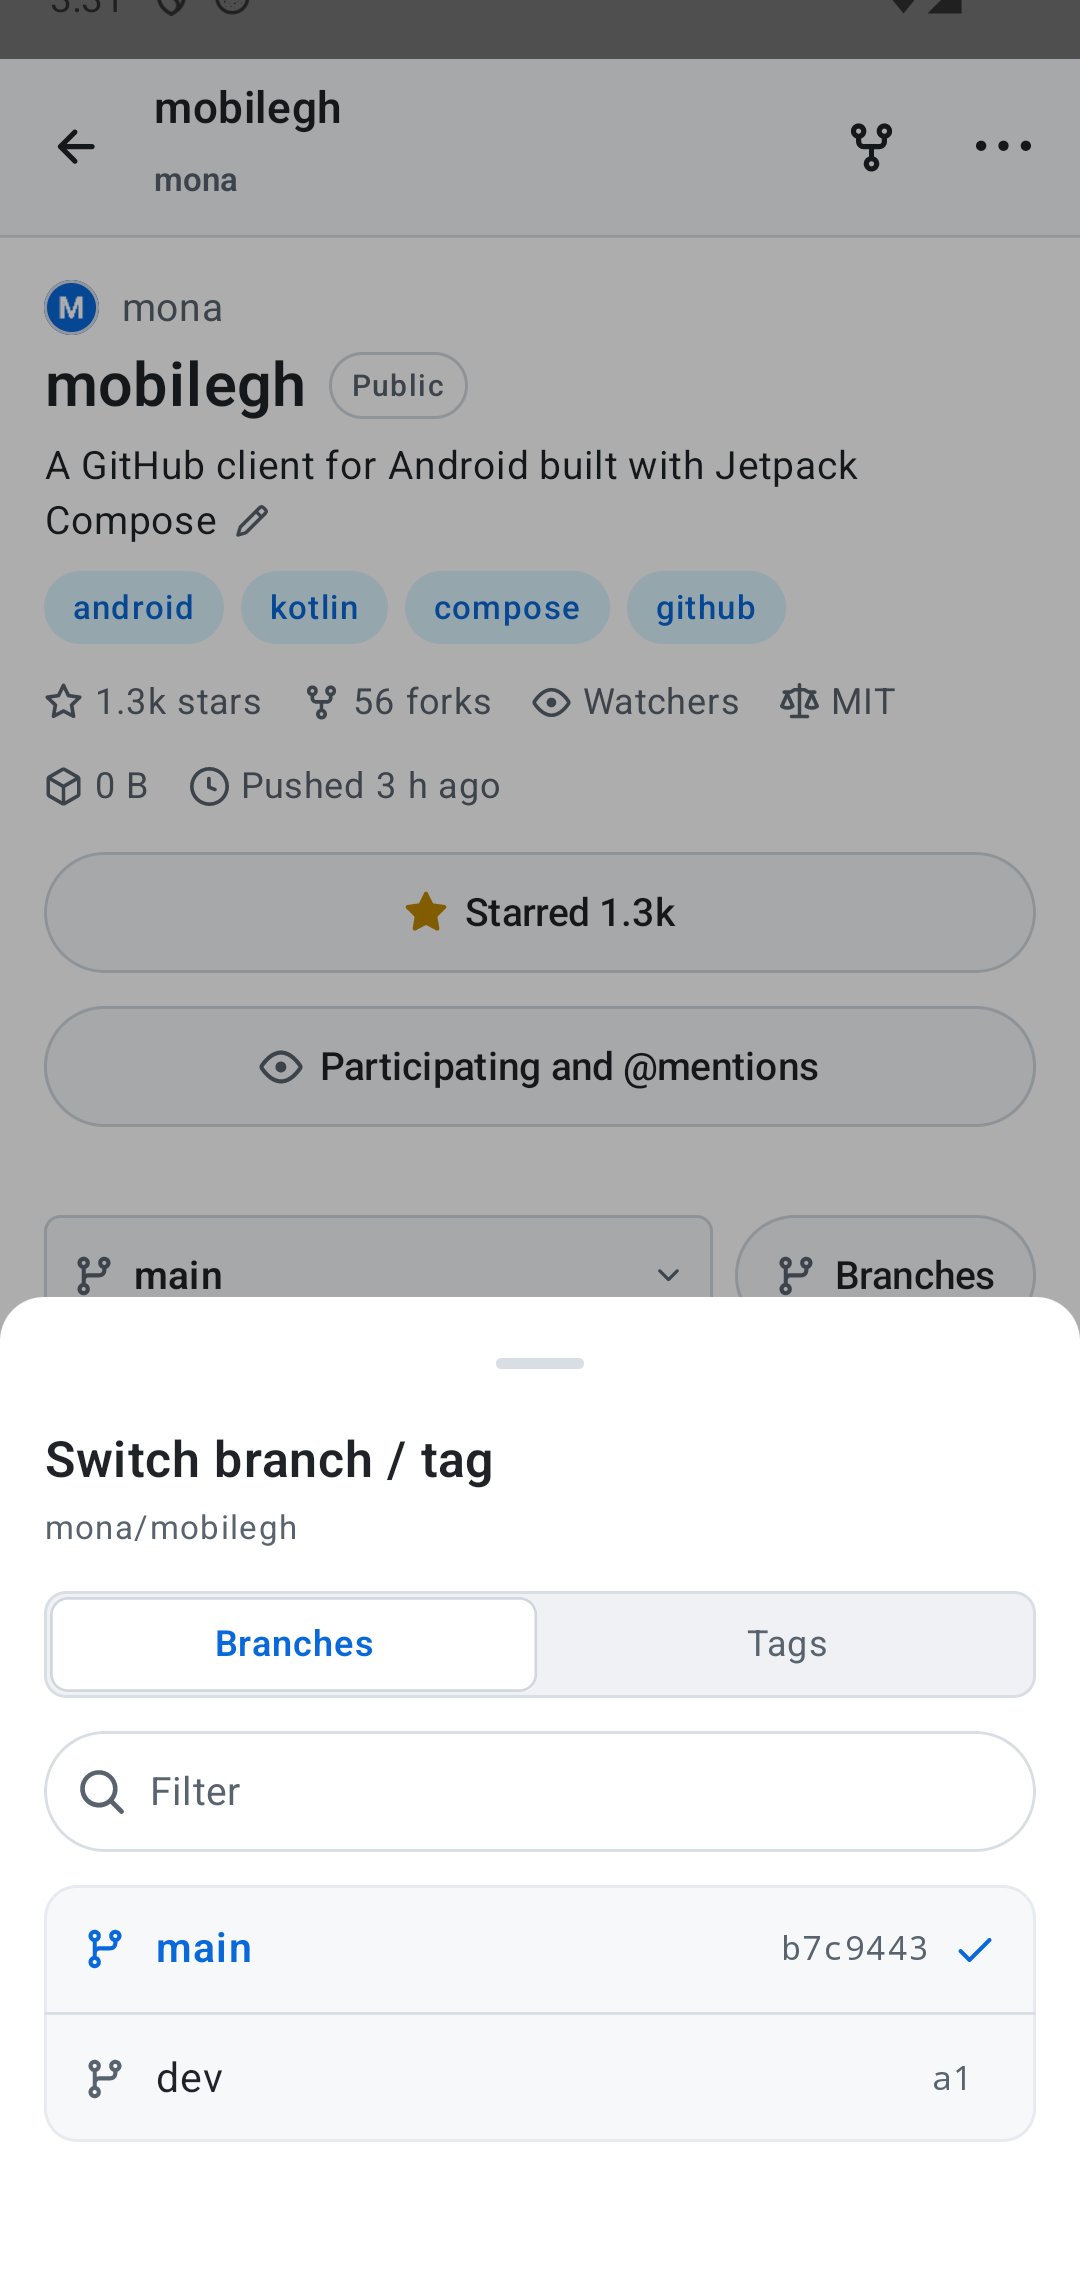 mobilegh
mona
M mona
mobilegh Public
A GitHub client for Android built with Jetpack
Compose
android kotlin compose github
1.3k stars 56 forks Watchers MIT
0 B Pushed 3 h ago
Starred 1.3k
Participating and @mentions
main Branches
Switch branch / tag
mona/mobilegh
Branches Tags
Filter
main b7c9443
dev a1